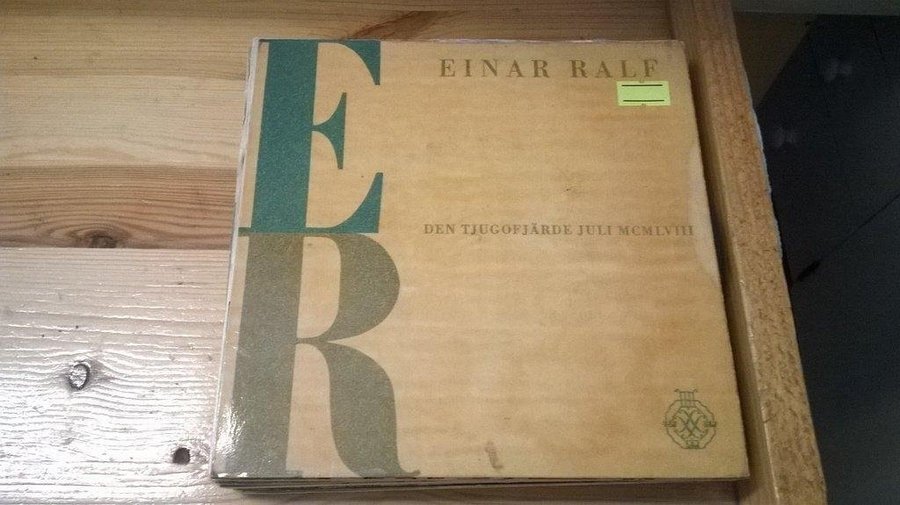 E
R
EINAR RALF
DEN TJUGOFJÄRDE JULI MCMLVIII